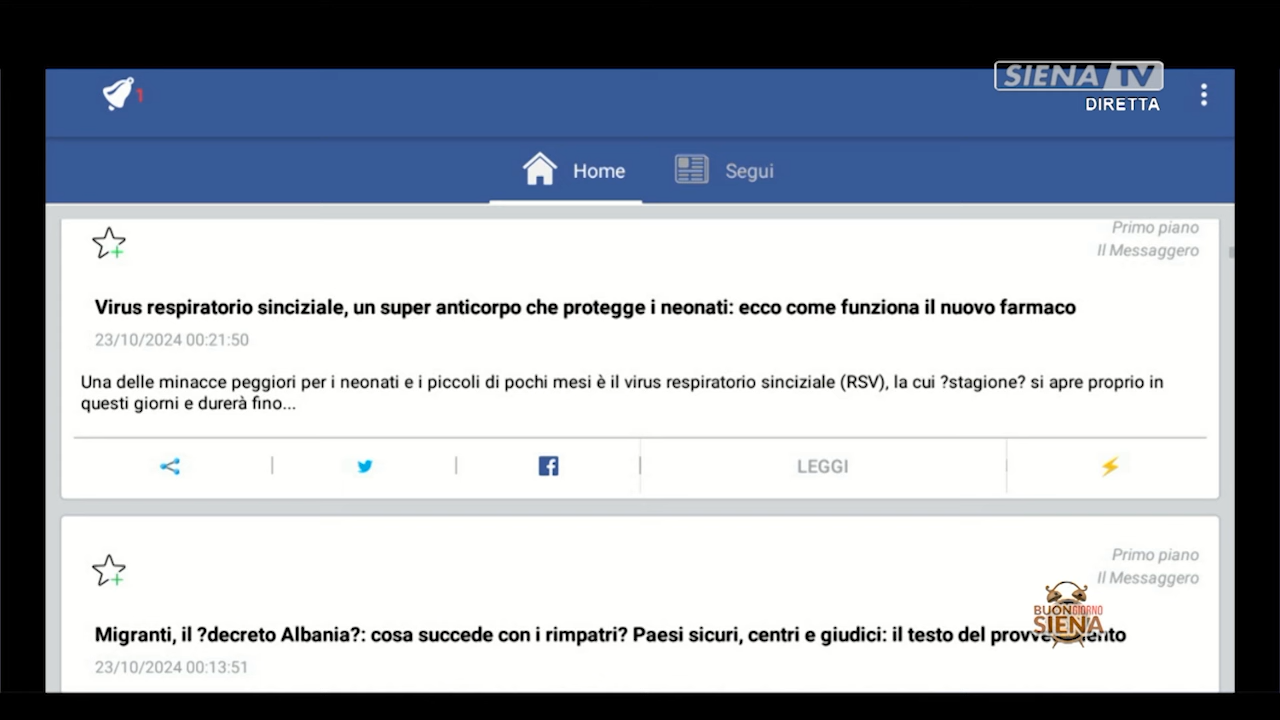 SIENA TV
DIRETTA
1
Home
Segui
Primo piano
Il Messaggero
Virus respiratorio sinciziale, un super anticorpo che protegge i neonati: ecco come funziona il nuovo farmaco
23/10/2024 00:21:50
Una delle minacce peggiori per i neonati e i piccoli di pochi mesi è il virus respiratorio sinciziale (RSV), la cui ?stagione? si apre proprio in
questi giorni e durerà fino...
LEGGI
Primo piano
Il Messaggero
Migranti, il ?decreto Albania?: cosa succede con i rimpatri? Paesi sicuri, centri e giudici: il testo del
23/10/2024 00:13:51
BUONGIORNO
SIENA